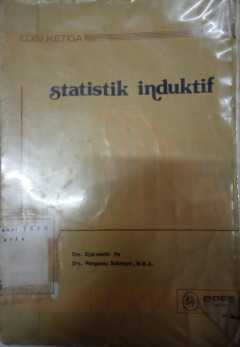 EDISI KETIGA
statistik induktif
Drs. Djarwanto Ps
Drs. Pangestu Subagyo, M.B.A.
BPFE